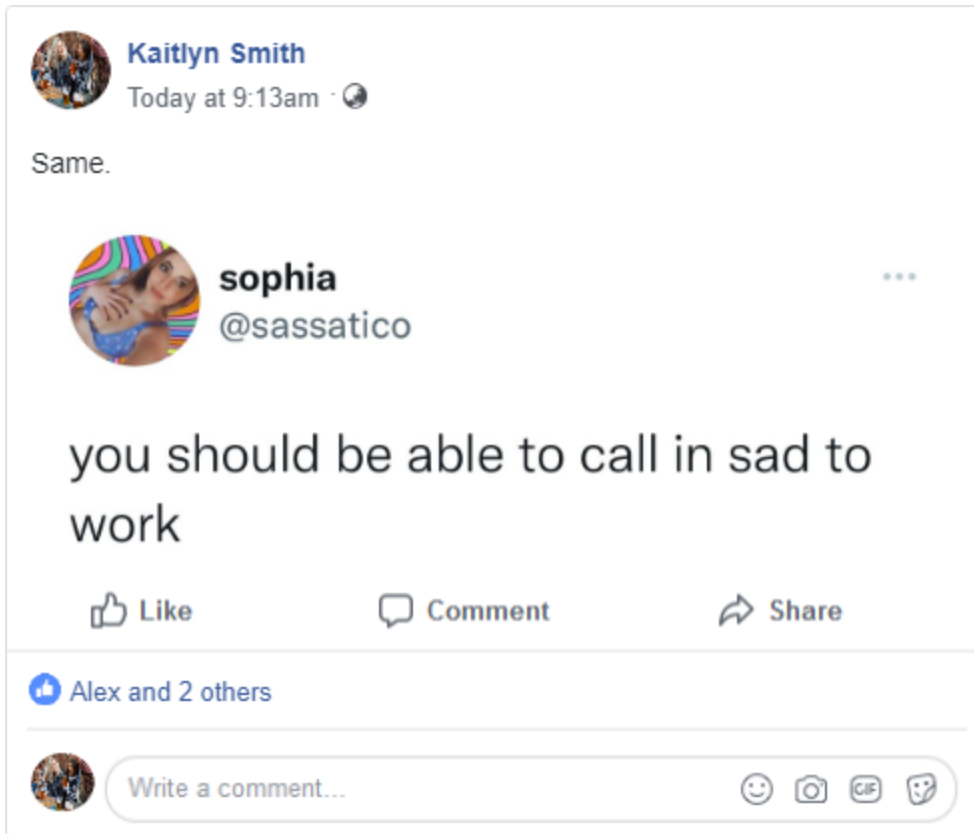 Kaitlyn Smith
Today at 9:13am ·
Same.
sophia
@sassatico
you should be able to call in sad to
work
Like Comment Share
Alex and 2 others
Write a comment... GIF